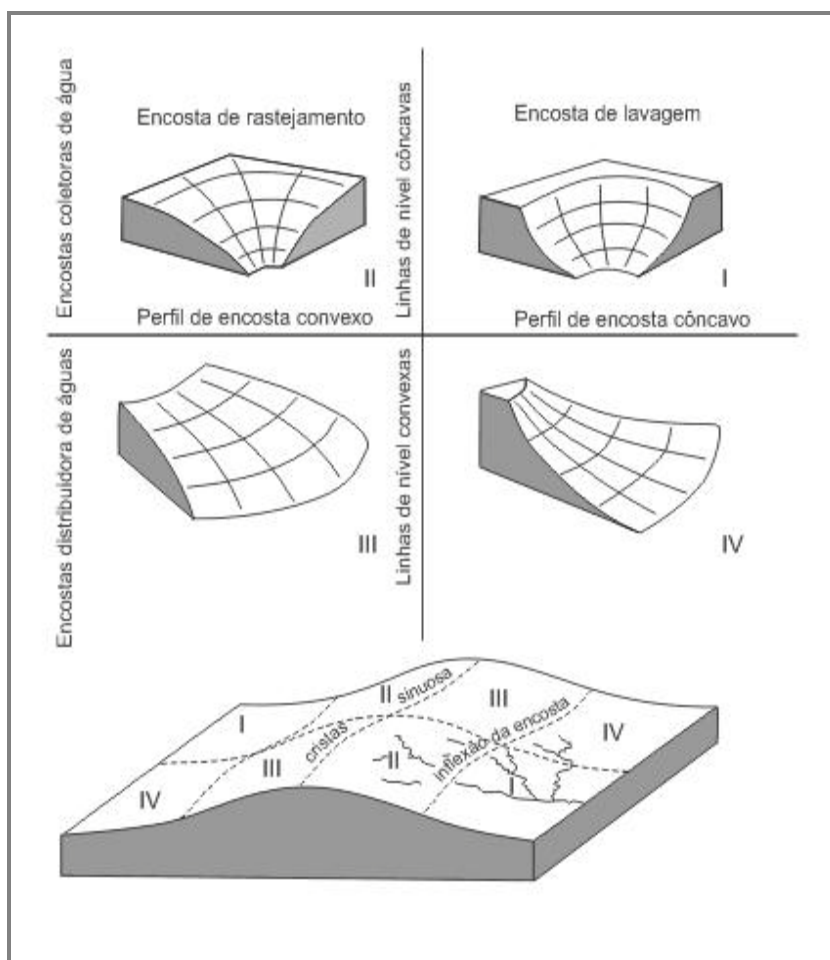 Encostas coletoras de água
Encosta de rastejamento
II
Perfil de encosta convexo
Linhas de nível côncavas
Encosta de lavagem
I
Perfil de encosta côncavo
Encostas distribuidora de águas
III
Linhas de nível convexas
IV
I
II
sinuosa
III
cristas
III
inflexão da encosta
IV
II
IV
I